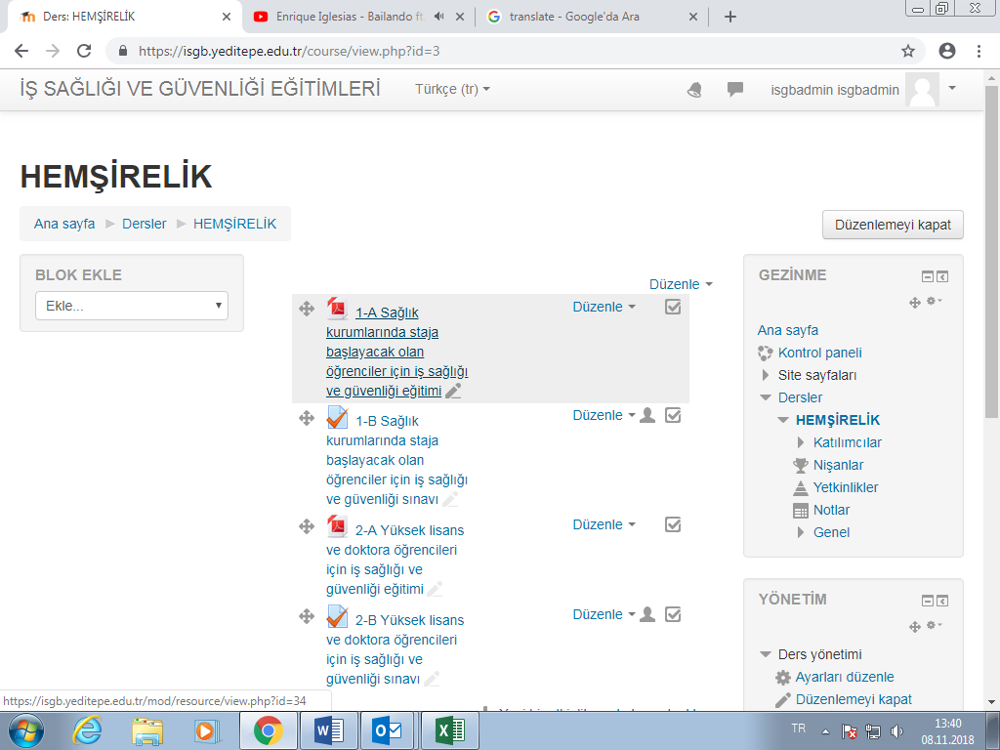 Ders: HEMŞİRELİK
Enrique Iglesias - Bailando ft.
translate - Google'da Ara
https://isgb.yeditepe.edu.tr/course/view.php?id=3
İŞ SAĞLIĞI VE GÜVENLİĞİ EĞİTİMLERİ
Türkçe (tr)
isgbadmin isgbadmin
HEMŞİRELİK
Ana sayfa
Dersler
HEMŞİRELİK
Düzenlemeyi kapat
BLOK EKLE
Ekle...
Düzenle
1-A Sağlık
kurumlarında staja
başlayacak olan
öğrenciler için iş sağlığı
ve güvenliği eğitimi
Düzenle
1-B Sağlık
kurumlarında staja
başlayacak olan
öğrenciler için iş sağlığı
ve güvenliği sınavı
Düzenle
2-A Yüksek lisans
ve doktora öğrencileri
için iş sağlığı ve
güvenliği eğitimi
Düzenle
2-B Yüksek lisans
ve doktora öğrencileri
için iş sağlığı ve
güvenliği sınavı
Düzenle
GEZİNME
Ana sayfa
Kontrol paneli
Site sayfaları
Dersler
HEMŞİRELİK
Katılımcılar
Nişanlar
Yetkinlikler
Notlar
Genel
YÖNETİM
Ders yönetimi
Ayarları düzenle
Düzenlemeyi kapat
https://isgb.yeditepe.edu.tr/mod/resource/view.php?id=34
TR
13:40
08.11.2018